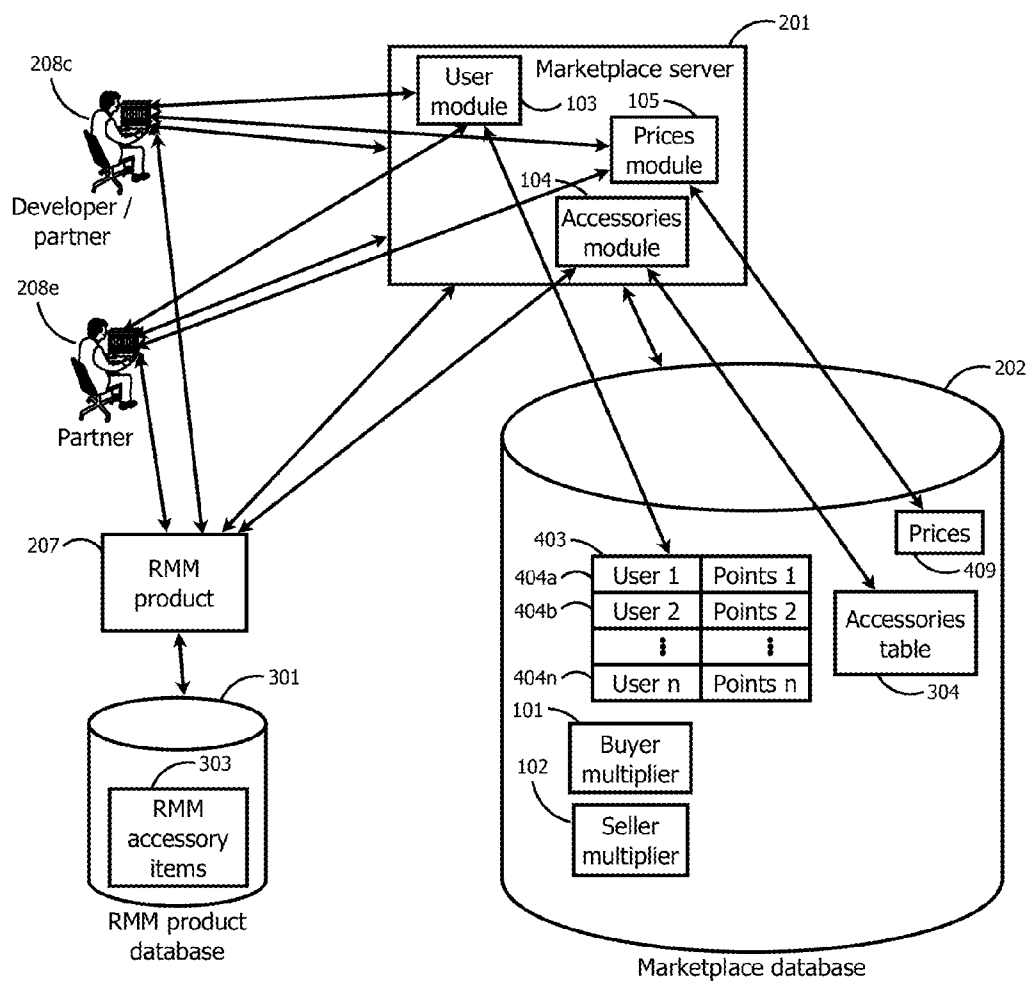 201
208c
User
module
103
Marketplace server
105
Prices
module
104
Accessories
module
Developer /
partner
208e
Partner
202
207
RMM
product
Prices
409
403
404a
User 1
Points 1
404b
User 2
Points 2
404n
User n
Points n
Accessories
table
304
301
303
RMM
accessory
items
RMM product
database
101
Buyer
multiplier
102
Seller
multiplier
Marketplace database